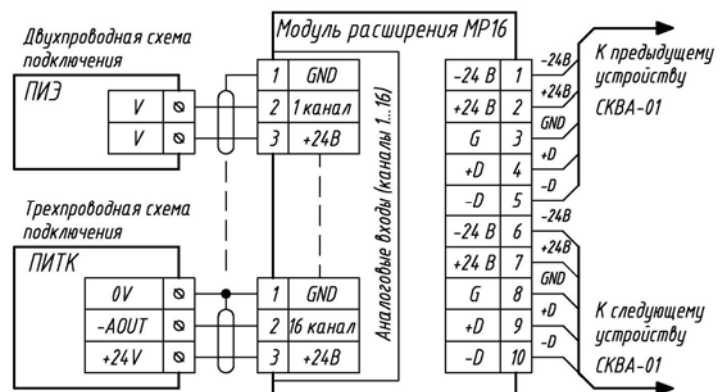 Модуль расширения МР16
Двухпроводная схема
подключения
ПИЭ
V
V
1 GND
2 1 канал
3 +24В
Трехпроводная схема
подключения
ПИТК
0V
-AOUT
+24V
1 GND
2 16 канал
3 +24В
Аналоговые входы (каналы 1...16)
-24 В 1
+24 В 2
G 3
+D 4
-D 5
-24 В 6
+24 В 7
G 8
+D 9
-D 10
-24В
+24В
GND
+D
-D
-24В
+24В
GND
+D
-D
К предыдущему
устройству
СКВА-01
К следующему
устройству
СКВА-01